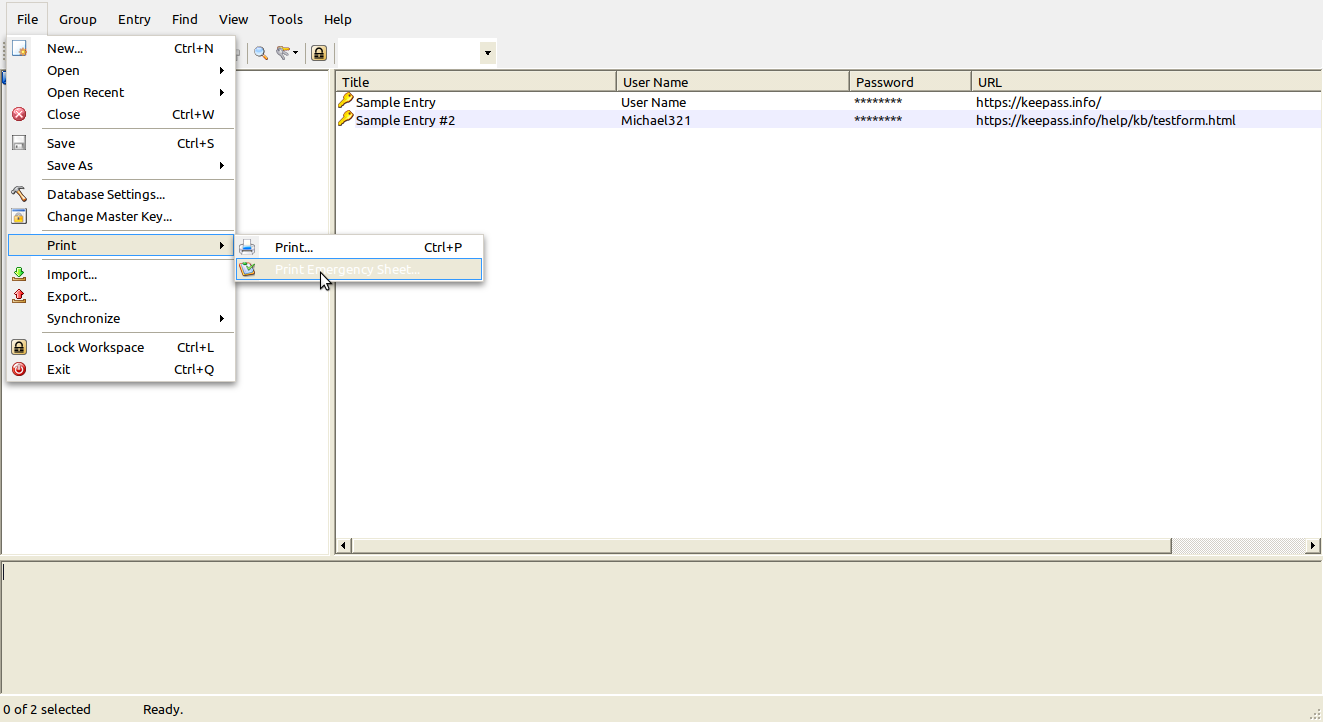 File Group Entry Find View Tools Help
New... Ctrl+N
Open
Open Recent
Close Ctrl+W
Save Ctrl+S
Save As
Database Settings...
Change Master Key...
Print
Print... Ctrl+P
Print Emergency Sheet...
Import...
Export...
Synchronize
Lock Workspace Ctrl+L
Exit Ctrl+Q
Title User Name Password URL
Sample Entry User Name ******** https://keepass.info/
Sample Entry #2 Michael321 ******** https://keepass.info/help/kb/testform.html
0 of 2 selected Ready.